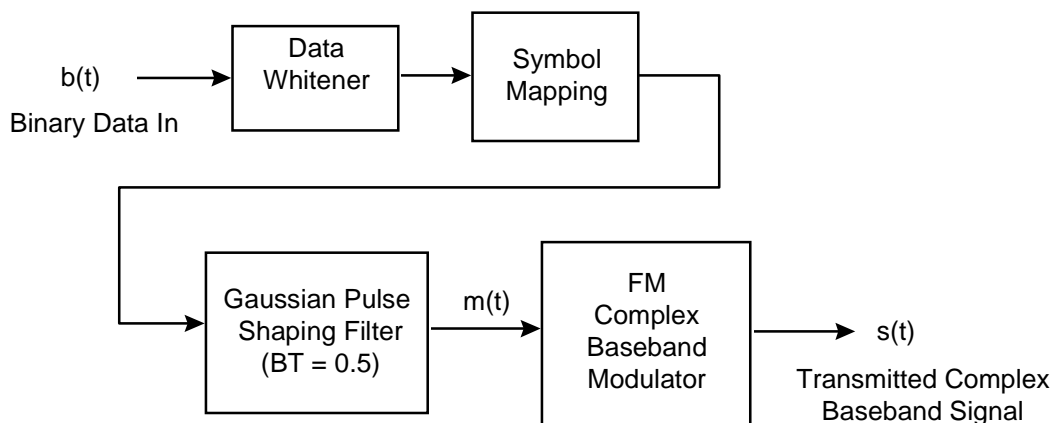 b(t)
Binary Data In
Data
Whitener
Symbol
Mapping
Gaussian Pulse
Shaping Filter
(BT = 0.5)
m(t)
FM
Complex
Baseband
Modulator
s(t)
Transmitted Complex
Baseband Signal